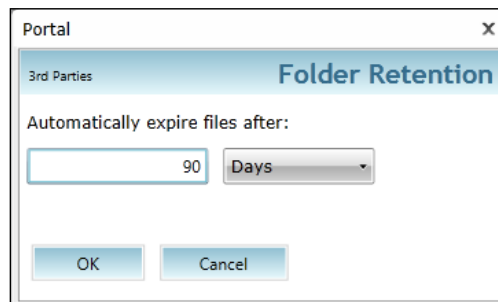 Portal x
3rd Parties Folder Retention
Automatically expire files after:
90 Days
OK Cancel